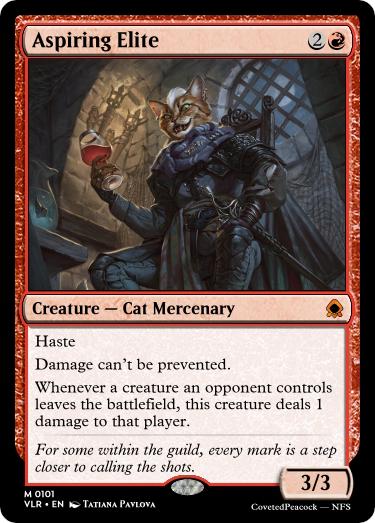 Aspiring Elite 2
Creature — Cat Mercenary
Haste
Damage can't be prevented.
Whenever a creature an opponent controls
leaves the battlefield, this creature deals 1
damage to that player.
For some within the guild, every mark is a step
closer to calling the shots.
3/3
M 0101
VLR • EN Tatiana Pavlova
CovetedPeacock — NFS